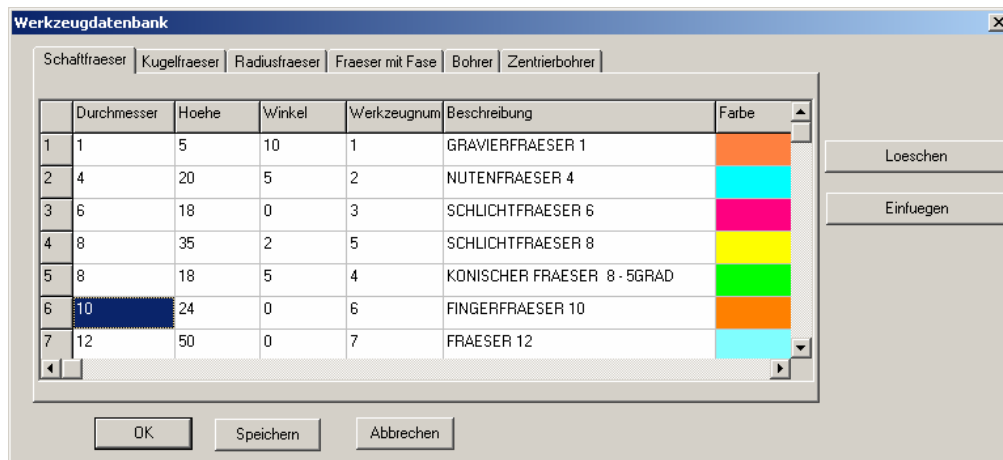 Werkzeugdatenbank
Schaftfraeser Kugelfraeser Radiusfraeser Fraeser mit Fase Bohrer Zentrierbohrer
Durchmesser Hoehe Winkel Werkzeugnum Beschreibung Farbe
1 1 5 10 1 GRAVIERFRAESER 1
2 4 20 5 2 NUTENFRAESER 4
3 6 18 0 3 SCHLICHTFRAESER 6
4 8 35 2 5 SCHLICHTFRAESER 8
5 8 18 5 4 KONISCHER FRAESER 8 - 5GRAD
6 10 24 0 6 FINGERFRAESER 10
7 12 50 0 7 FRAESER 12
Loeschen
Einfuegen
OK Speichern Abbrechen